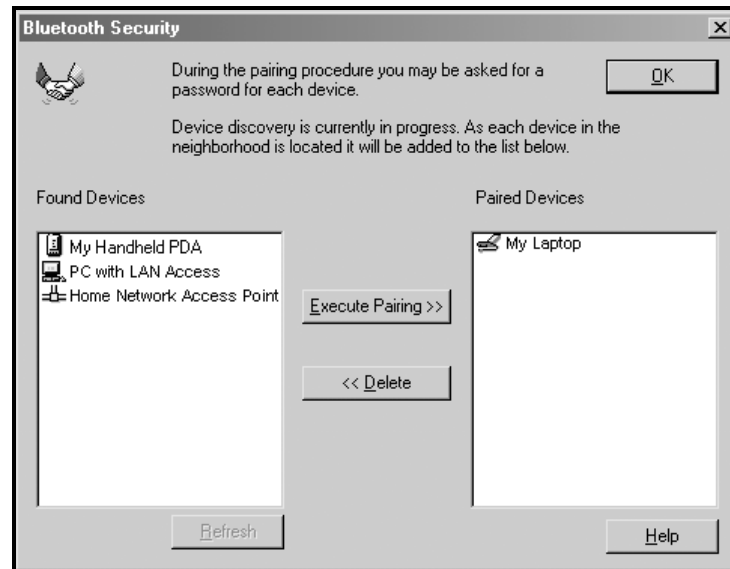 Bluetooth Security
During the pairing procedure you may be asked for a
password for each device.
OK
Device discovery is currently in progress. As each device in the
neighborhood is located it will be added to the list below.
Found Devices
Paired Devices
My Handheld PDA
PC with LAN Access
Home Network Access Point
My Laptop
Execute Pairing >>
<< Delete
Refresh
Help